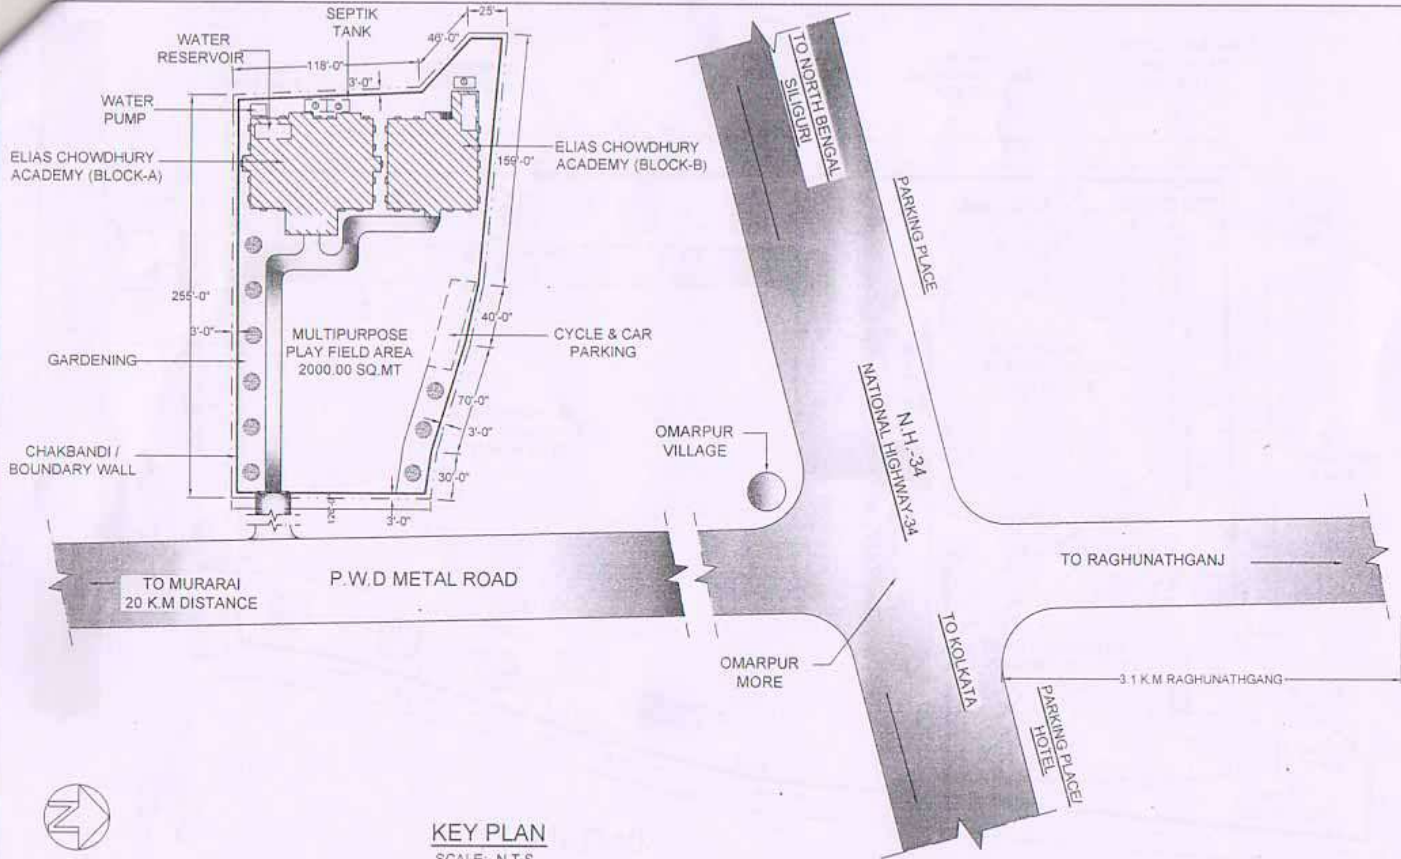 25'
SEPTIK
TANK
46'-0"
WATER
RESERVOIR
118'-0"
3'-0"
WATER
PUMP
ELIAS CHOWDHURY
ACADEMY (BLOCK-A)
ELIAS CHOWDHURY
ACADEMY (BLOCK-B)
159'-0"
255'-0"
3'-0"
MULTIPURPOSE
PLAY FIELD AREA
2000.00 SQ.MT
40'-0"
CYCLE & CAR
PARKING
GARDENING
70'-0"
3'-0"
CHAKBANDI /
BOUNDARY WALL
30'-0"
3'-0"
TO NORTH BENGAL
SILIGURI
PARKING PLACE
N.H.-34
NATIONAL HIGHWAY-34
OMARPUR
VILLAGE
TO MURARAI
20 K.M DISTANCE
P.W.D METAL ROAD
TO RAGHUNATHGANJ
OMARPUR
MORE
TO KOLKATA
3.1 K.M RAGHUNATHGANG
PARKING PLACE/
HOTEL
N
KEY PLAN
SCALE:- N.T.S